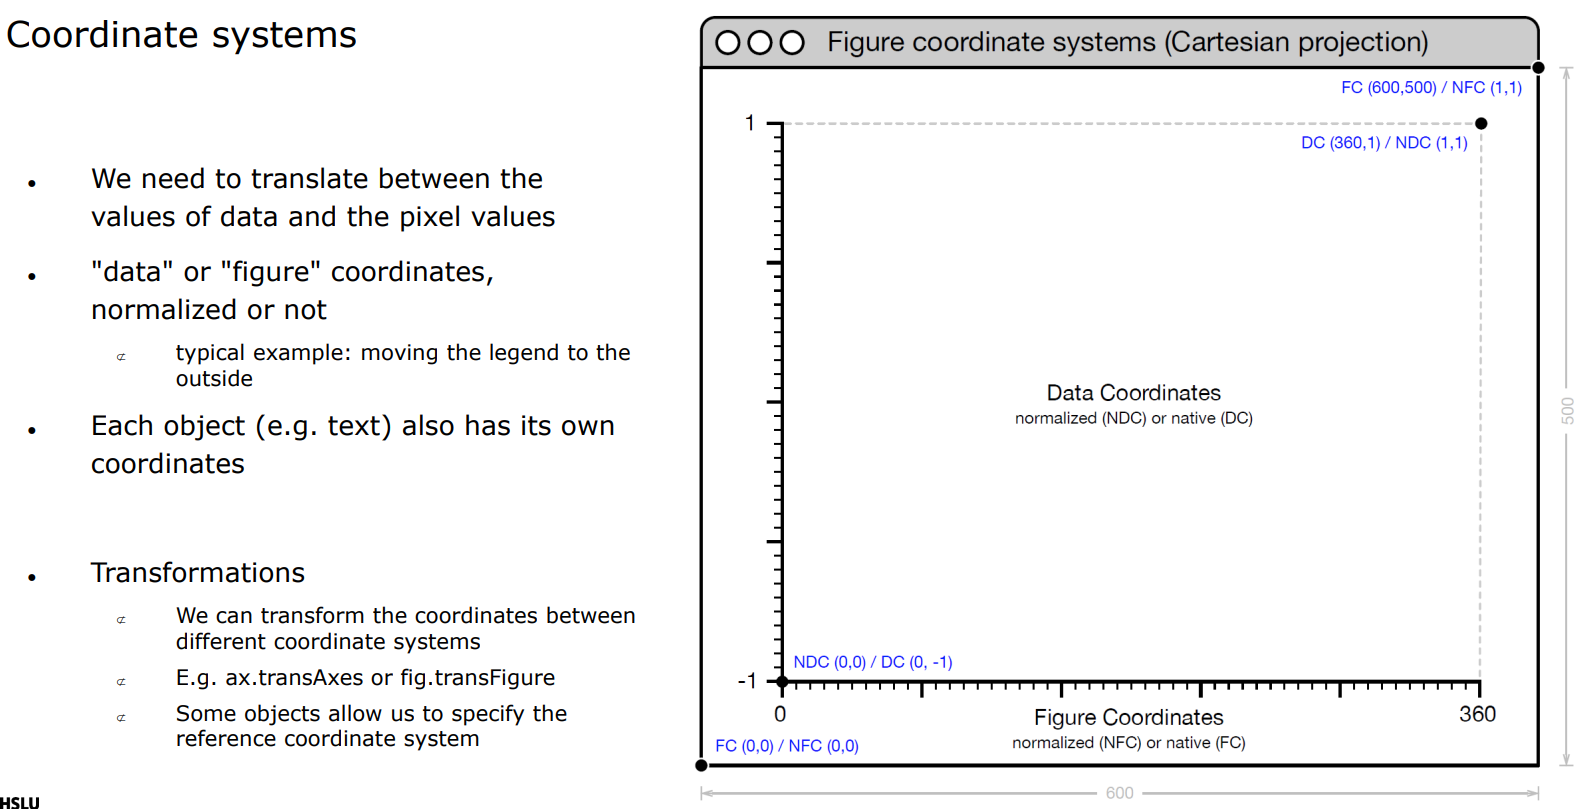 Coordinate systems
• We need to translate between the
values of data and the pixel values
• "data" or "figure" coordinates,
normalized or not
⊄ typical example: moving the legend to the
outside
• Each object (e.g. text) also has its own
coordinates
• Transformations
⊄ We can transform the coordinates between
different coordinate systems
⊄ E.g. ax.transAxes or fig.transFigure
⊄ Some objects allow us to specify the
reference coordinate system
HSLU
Figure coordinate systems (Cartesian projection)
FC (600,500) / NFC (1,1)
1
DC (360,1) / NDC (1,1)
Data Coordinates
normalized (NDC) or native (DC)
500
NDC (0,0) / DC (0, -1)
-1
0
Figure Coordinates
360
normalized (NFC) or native (FC)
FC (0,0) / NFC (0,0)
600